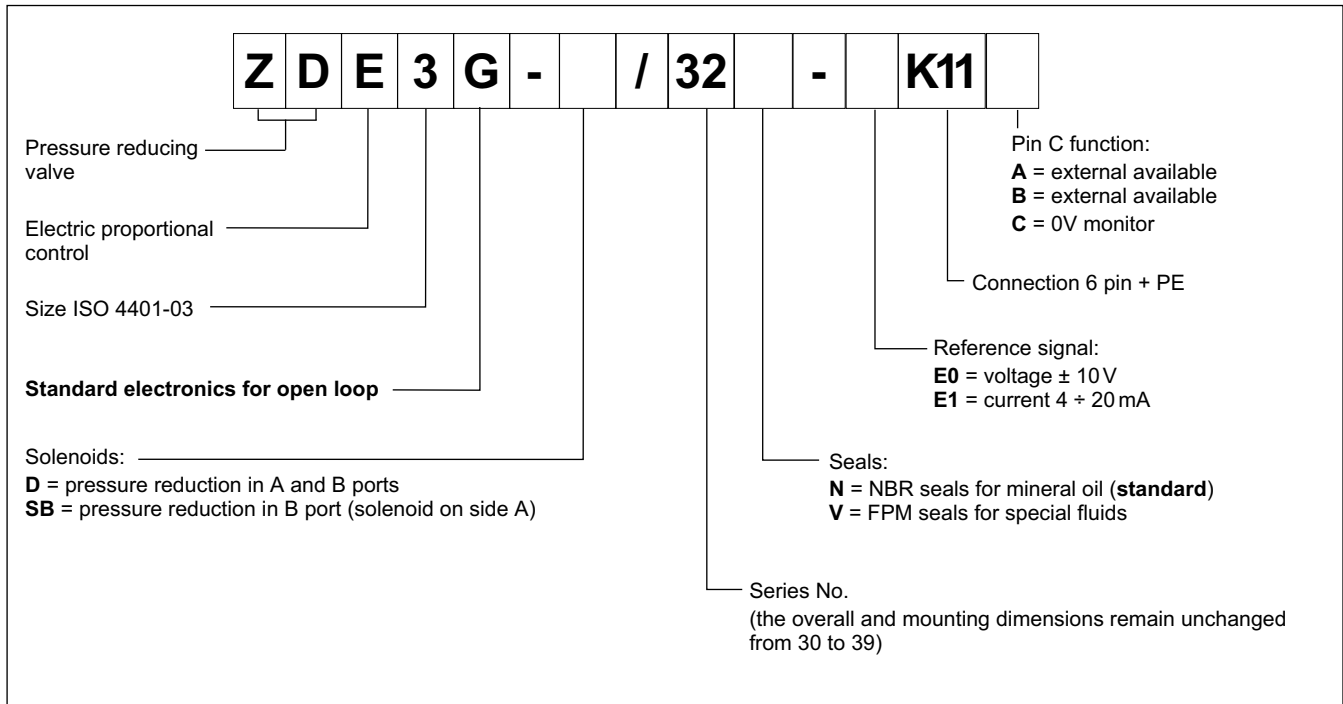 Z D E 3 G - / 32 - K11
Pressure reducing
valve
Electric proportional
control
Size ISO 4401-03
Standard electronics for open loop
Solenoids:
D = pressure reduction in A and B ports
SB = pressure reduction in B port (solenoid on side A)
Pin C function:
A = external available
B = external available
C = 0V monitor
Connection 6 pin + PE
Reference signal:
E0 = voltage ± 10 V
E1 = current 4 ÷ 20 mA
Seals:
N = NBR seals for mineral oil (standard)
V = FPM seals for special fluids
Series No.
(the overall and mounting dimensions remain unchanged
from 30 to 39)